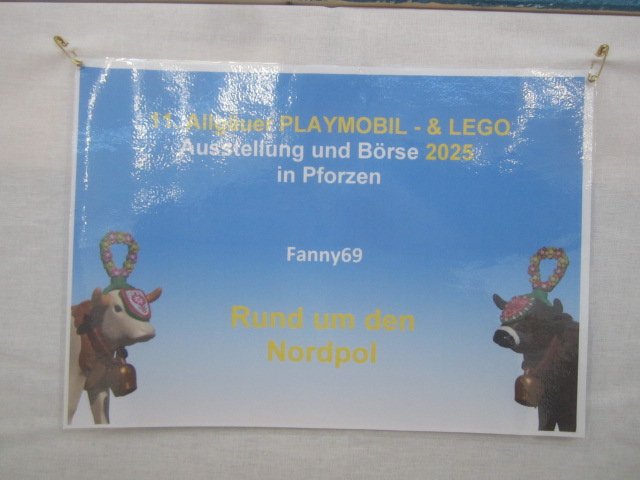 11. Allgäuer PLAYMOBIL - & LEGO
Ausstellung und Börse 2025
in Pforzen
Fanny69
Rund um den
Nordpol